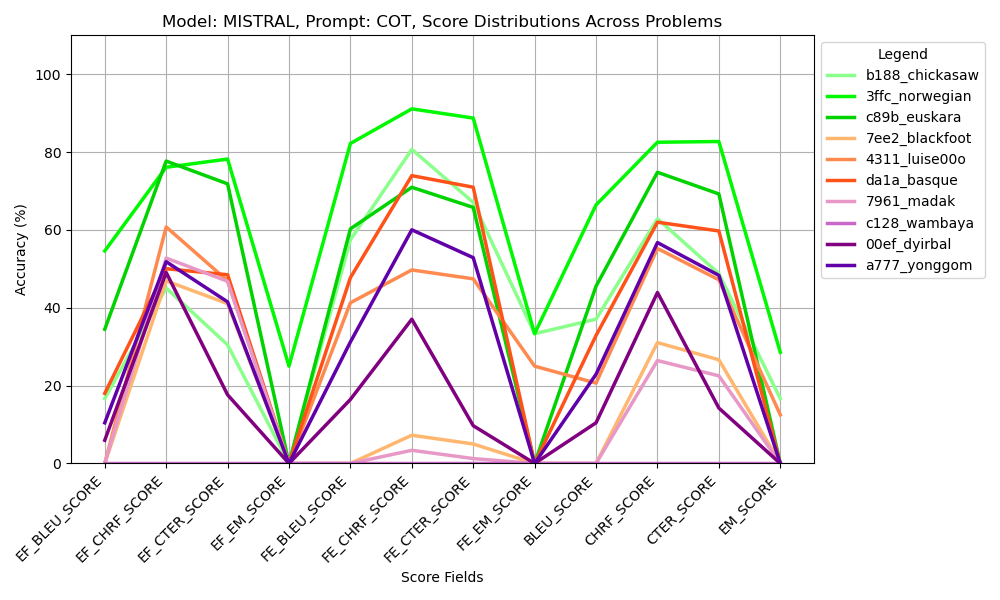 Model: MISTRAL, Prompt: COT, Score Distributions Across Problems
Accuracy (%)
100
80
60
40
20
0
EF_BLEU_SCORE
EF_CHRF_SCORE
EF_CTER_SCORE
EF_EM_SCORE
FE_BLEU_SCORE
FE_CHRF_SCORE
FE_CTER_SCORE
FE_EM_SCORE
BLEU_SCORE
CHRF_SCORE
CTER_SCORE
EM_SCORE
Score Fields
Legend
b188_chickasaw
3ffc_norwegian
c89b_euskara
7ee2_blackfoot
4311_luise00o
da1a_basque
7961_madak
c128_wambaya
00ef_dyirbal
a777_yonggom